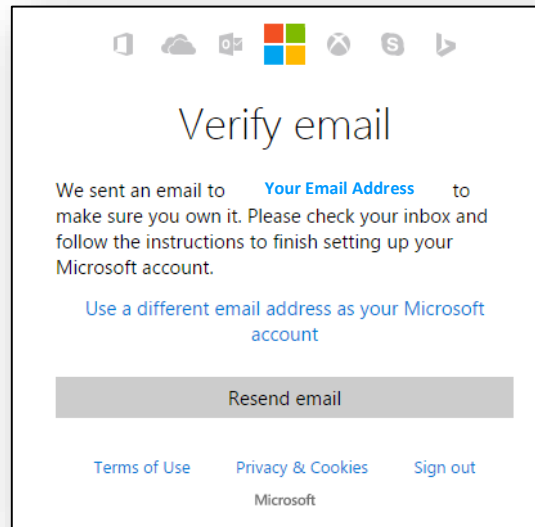 Verify email
We sent an email to Your Email Address to
make sure you own it. Please check your inbox and
follow the instructions to finish setting up your
Microsoft account.
Use a different email address as your Microsoft
account
Resend email
Terms of Use Privacy & Cookies Sign out
Microsoft